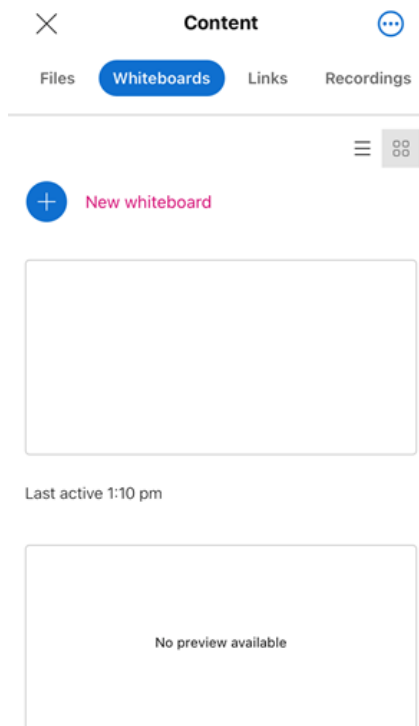 Content
Files Whiteboards Links Recordings
New whiteboard
Last active 1:10 pm
No preview available